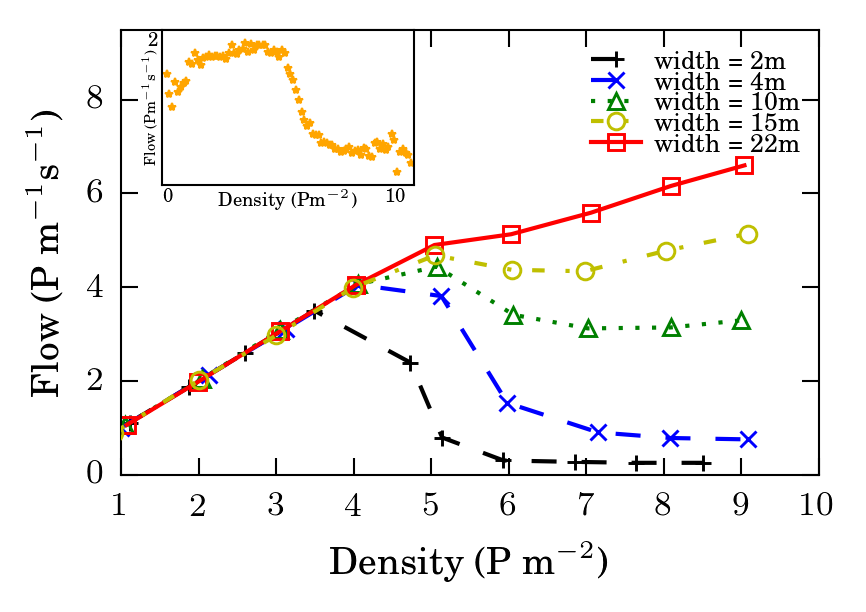 2
Flow (Pm⁻¹s⁻¹)
0
10
Density (Pm⁻²)
width = 2m
width = 4m
width = 10m
width = 15m
width = 22m
8
6
4
2
0
Flow (P m⁻¹s⁻¹)
1 2 3 4 5 6 7 8 9 10
Density (P m⁻²)